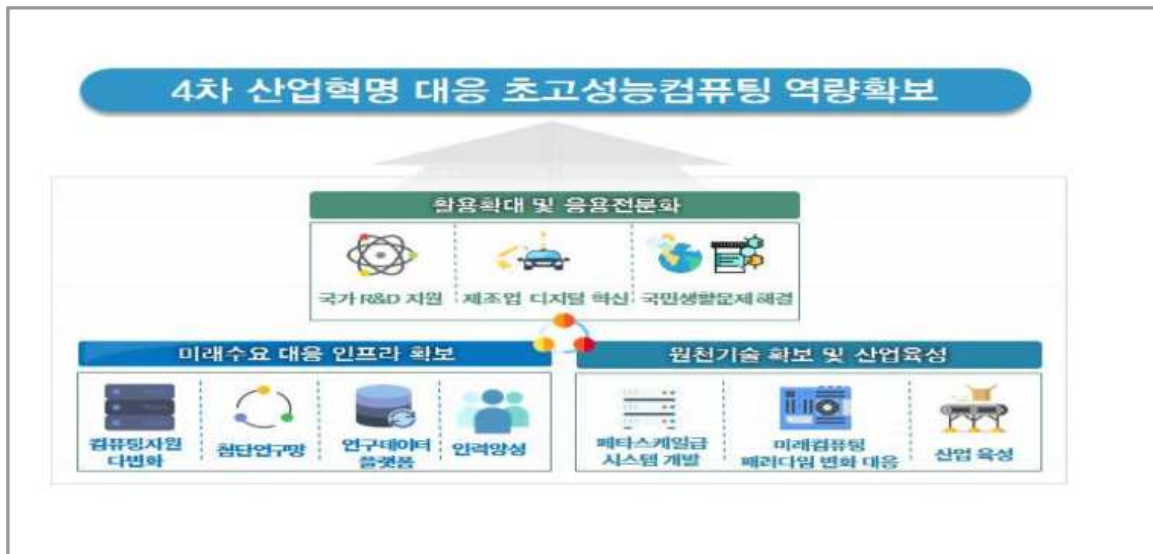 4차 산업혁명 대응 초고성능컴퓨팅 역량확보
활용확대 및 응용전문화
국가 R&D 지원
제조업 디지털 혁신
국민생활문제 해결
미래수요 대응 인프라 확보
컴퓨팅자원
다변화
첨단연구망
연구데이터
플랫폼
인력양성
원천기술 확보 및 산업육성
페타스케일급
시스템 개발
미래컴퓨팅
패러다임 변화 대응
산업 육성